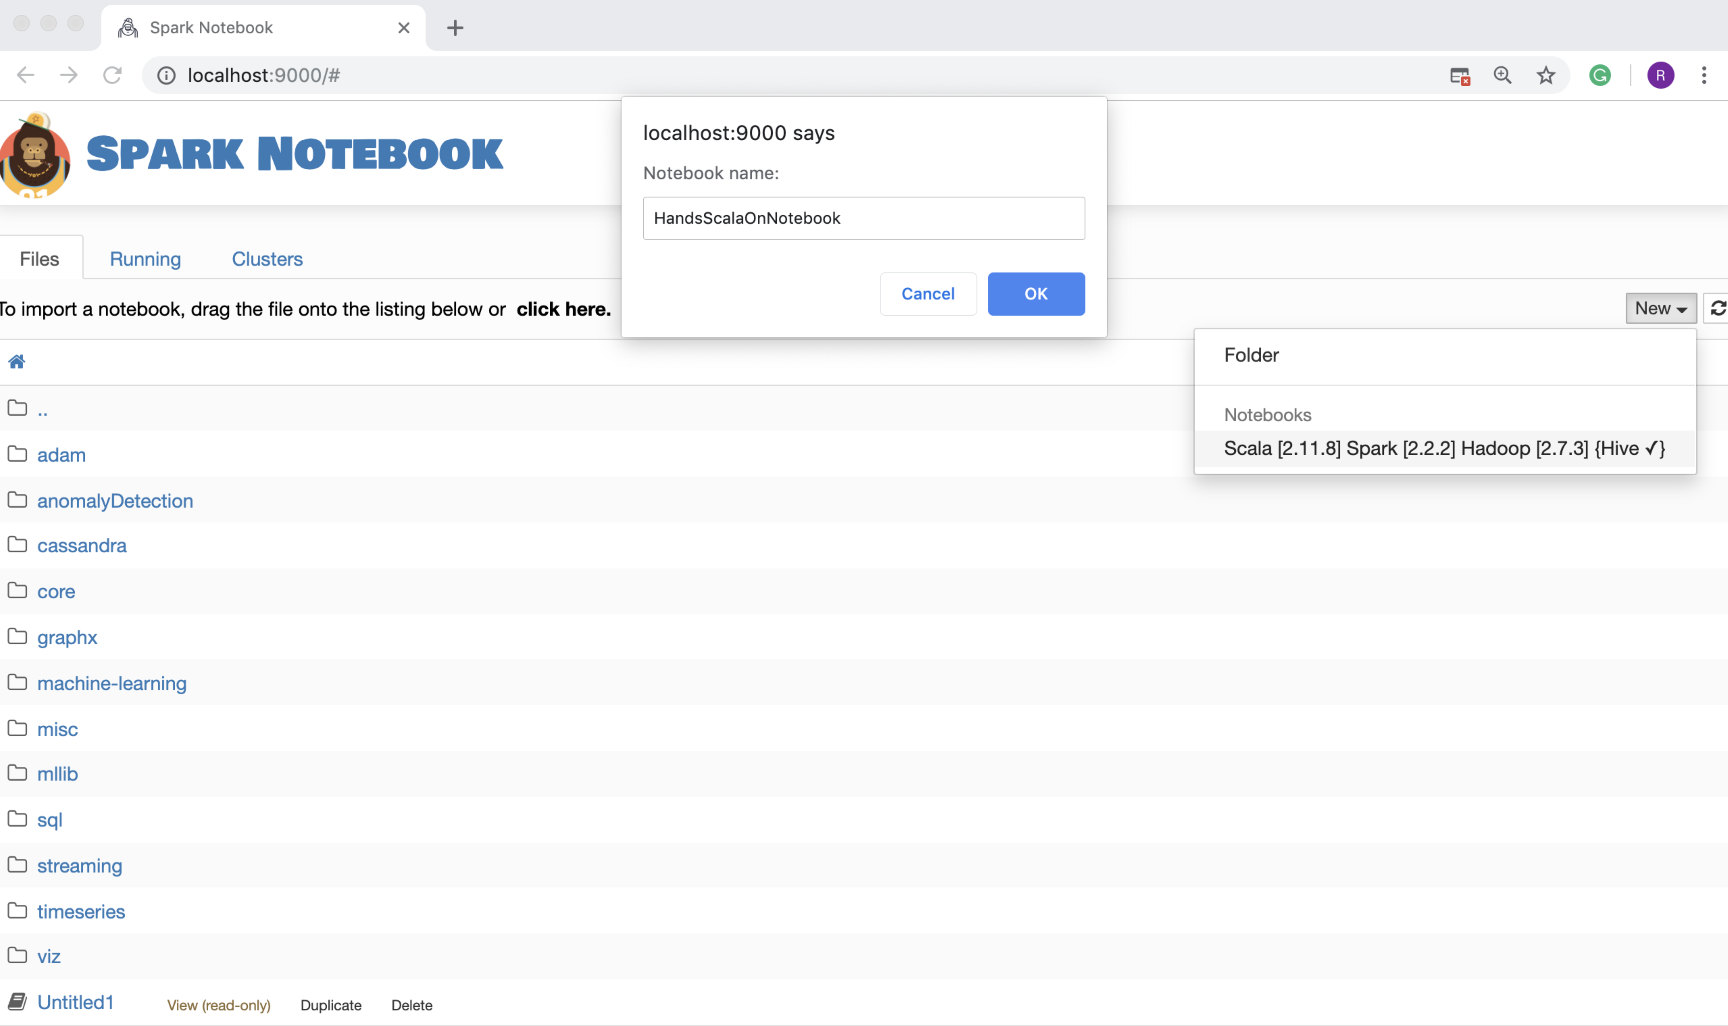 Spark Notebook
localhost:9000/#
R
SPARK NOTEBOOK
localhost:9000 says
Notebook name:
HandsScalaOnNotebook
Cancel OK
Files Running Clusters
To import a notebook, drag the file onto the listing below or click here.
New
Folder
Notebooks
Scala [2.11.8] Spark [2.2.2] Hadoop [2.7.3] {Hive ✓}
..
adam
anomalyDetection
cassandra
core
graphx
machine-learning
misc
mllib
sql
streaming
timeseries
viz
Untitled1 View (read-only) Duplicate Delete